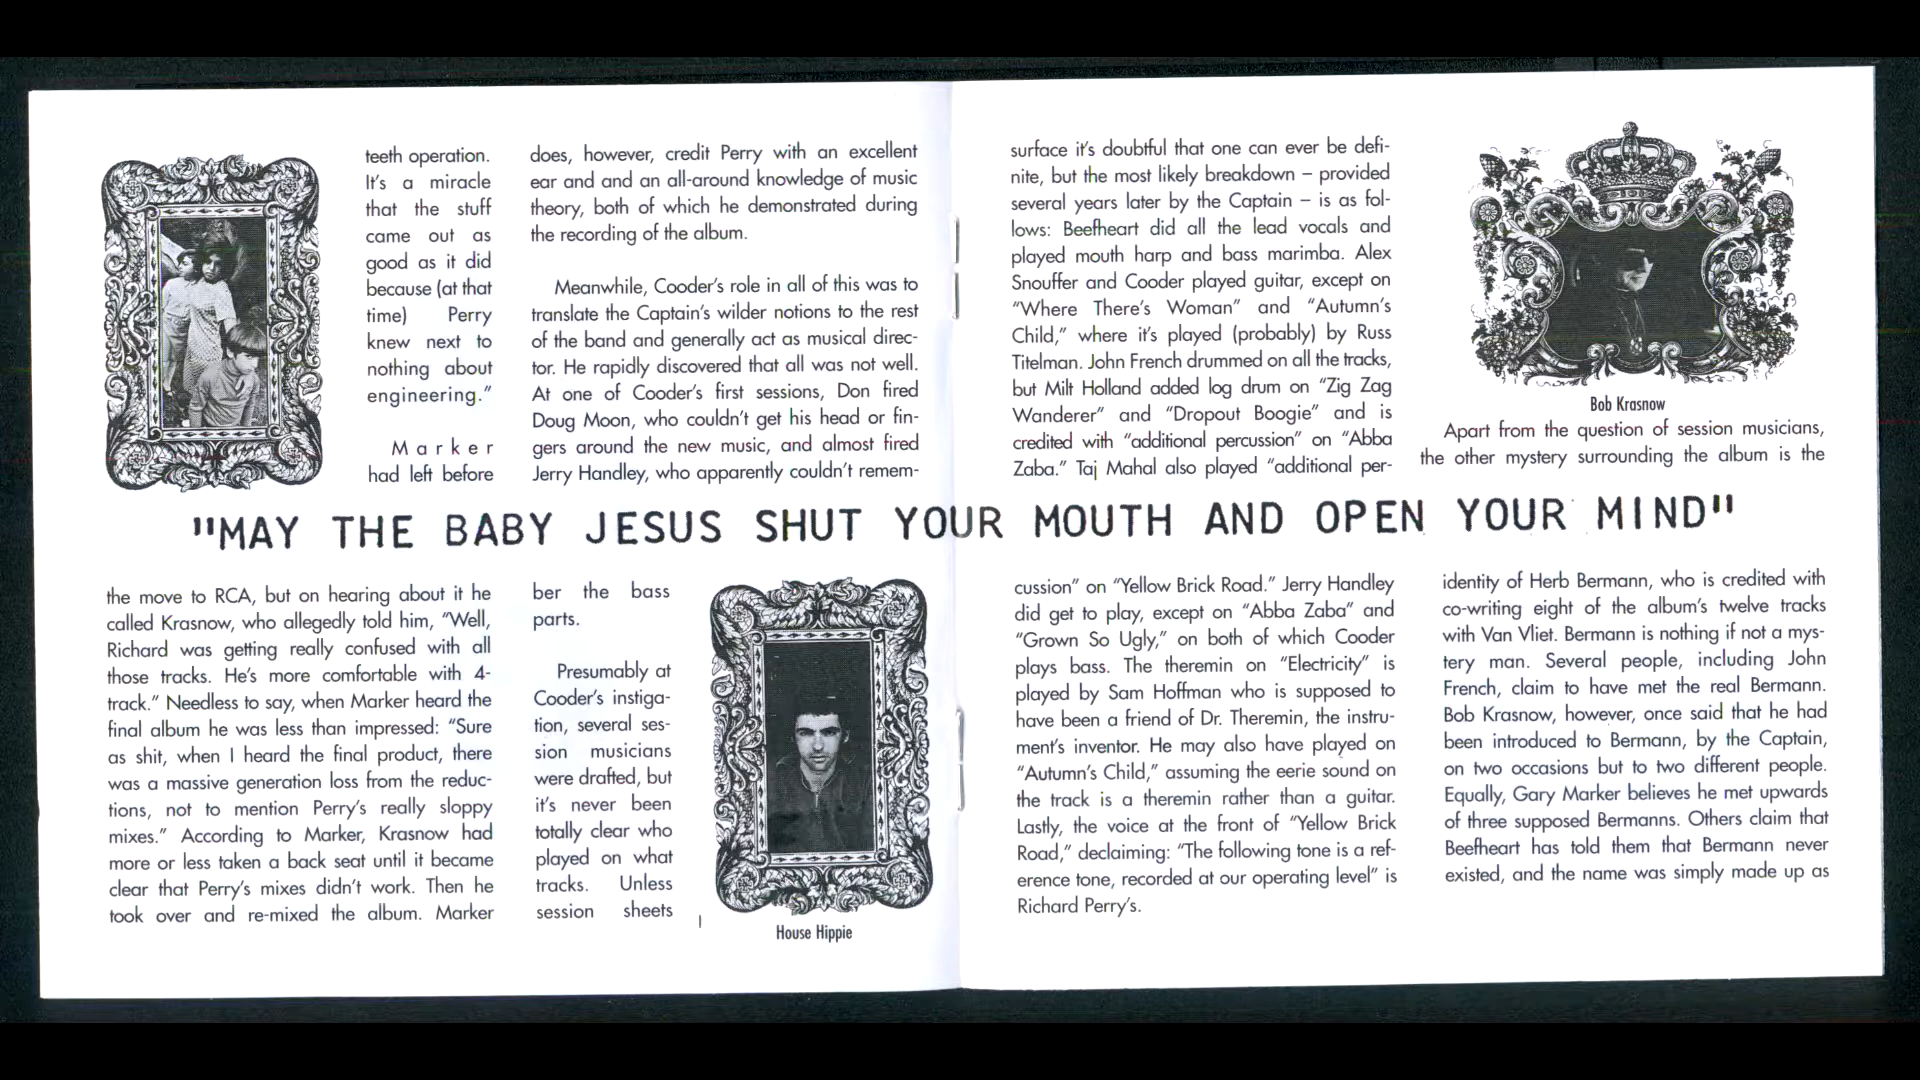 teeth operation.
It's a miracle
that the stuff
came out as
good as it did
because (at that
time) Perry
knew next to
nothing about
engineering."
Marker
had left before
does, however, credit Perry with an excellent
ear and and an all-around knowledge of music
theory, both of which he demonstrated during
the recording of the album.
Meanwhile, Cooder's role in all of this was to
translate the Captain's wilder notions to the rest
of the band and generally act as musical direc-
tor. He rapidly discovered that all was not well.
At one of Cooder's first sessions, Don fired
Doug Moon, who couldn't get his head or fin-
gers around the new music, and almost fired
Jerry Handley, who apparently couldn't remem-
surface it's doubtful that one can ever be defi-
nite, but the most likely breakdown – provided
several years later by the Captain – is as fol-
lows: Beefheart did all the lead vocals and
played mouth harp and bass marimba. Alex
Snouffer and Cooder played guitar, except on
"Where There's Woman" and "Autumn's
Child," where it's played (probably) by Russ
Titelman. John French drummed on all the tracks,
but Milt Holland added log drum on "Zig Zag
Wanderer" and "Dropout Boogie" and is
credited with "additional percussion" on "Abba
Zaba." Taj Mahal also played "additional per-
Bob Krasnow
Apart from the question of session musicians,
the other mystery surrounding the album is the
"MAY THE BABY JESUS SHUT YOUR MOUTH AND OPEN YOUR MIND"
the move to RCA, but on hearing about it he
called Krasnow, who allegedly told him, "Well,
Richard was getting really confused with all
those tracks. He's more comfortable with 4-
track." Needless to say, when Marker heard the
final album he was less than impressed: "Sure
as shit, when I heard the final product, there
was a massive generation loss from the reduc-
tions, not to mention Perry's really sloppy
mixes." According to Marker, Krasnow had
more or less taken a back seat until it became
clear that Perry's mixes didn't work. Then he
took over and re-mixed the album. Marker
ber the bass
parts.
Presumably at
Cooder's instiga-
tion, several ses-
sion musicians
were drafted, but
it's never been
totally clear who
played on what
tracks. Unless
session sheets
House Hippie
cussion" on "Yellow Brick Road." Jerry Handley
did get to play, except on "Abba Zaba" and
"Grown So Ugly," on both of which Cooder
plays bass. The theremin on "Electricity" is
played by Sam Hoffman who is supposed to
have been a friend of Dr. Theremin, the instru-
ment's inventor. He may also have played on
"Autumn's Child," assuming the eerie sound on
the track is a theremin rather than a guitar.
Lastly, the voice at the front of "Yellow Brick
Road," declaiming: "The following tone is a ref-
erence tone, recorded at our operating level" is
Richard Perry's.
identity of Herb Bermann, who is credited with
co-writing eight of the album's twelve tracks
with Van Vliet. Bermann is nothing if not a mys-
tery man. Several people, including John
French, claim to have met the real Bermann.
Bob Krasnow, however, once said that he had
been introduced to Bermann, by the Captain,
on two occasions but to two different people.
Equally, Gary Marker believes he met upwards
of three supposed Bermanns. Others claim that
Beefheart has told them that Bermann never
existed, and the name was simply made up as